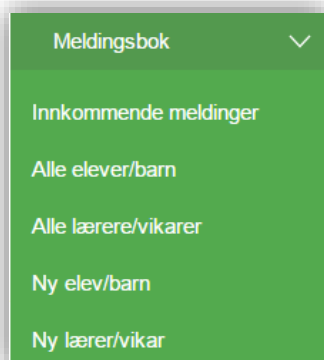 Meldingsbok
Innkommende meldinger
Alle elever/barn
Alle lærere/vikarer
Ny elev/barn
Ny lærer/vikar